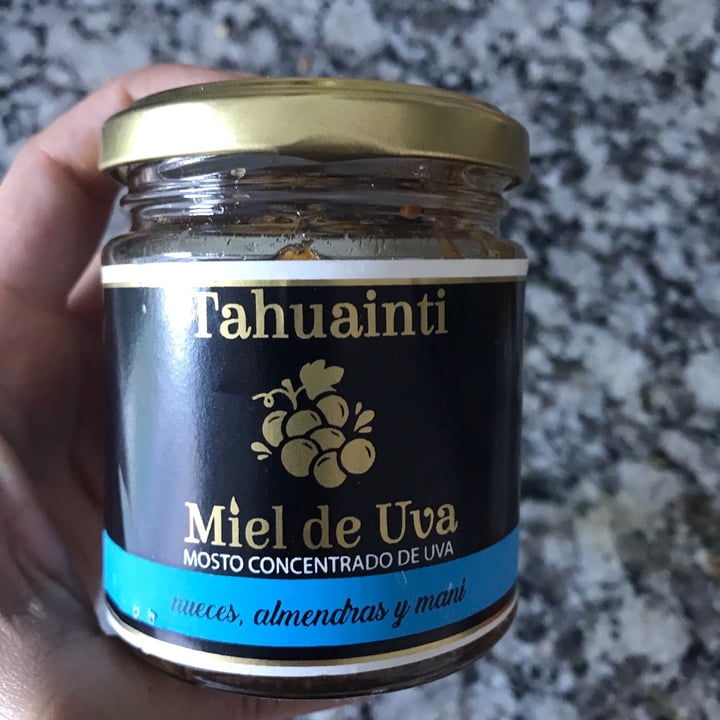 Tahuainti
Miel de Uva
MOSTO CONCENTRADO DE UVA
nueces, almendras y maní